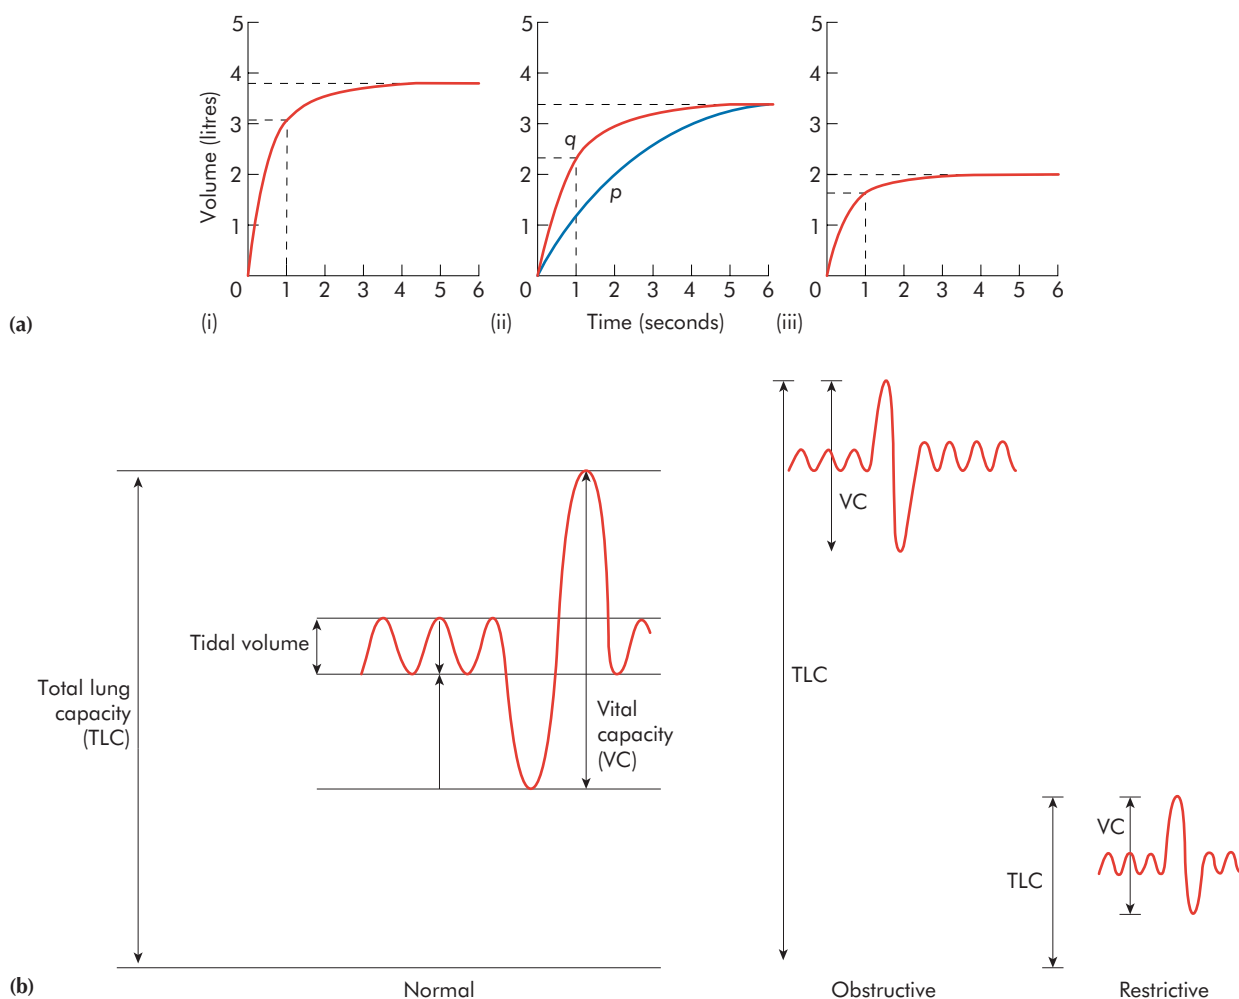 5
4
3
2
1
0
1
2
3
4
5
6
Volume (litres)
(i)
5
4
3
2
1
0
1
2
3
4
5
6
q
p
Time (seconds)
(ii)
5
4
3
2
1
0
1
2
3
4
5
6
(iii)
(a)
Tidal volume
Total lung
capacity
(TLC)
Vital
capacity
(VC)
Normal
VC
TLC
Obstructive
VC
TLC
Restrictive
(b)